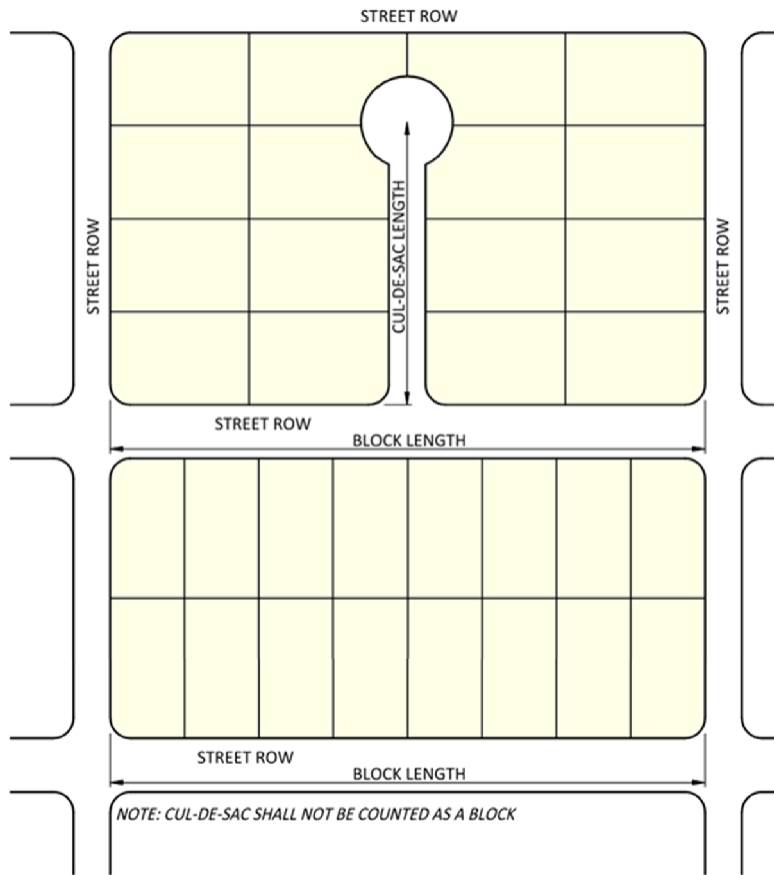 STREET ROW
STREET ROW
STREET ROW
CUL-DE-SAC LENGTH
STREET ROW
BLOCK LENGTH
STREET ROW
BLOCK LENGTH
NOTE: CUL-DE-SAC SHALL NOT BE COUNTED AS A BLOCK